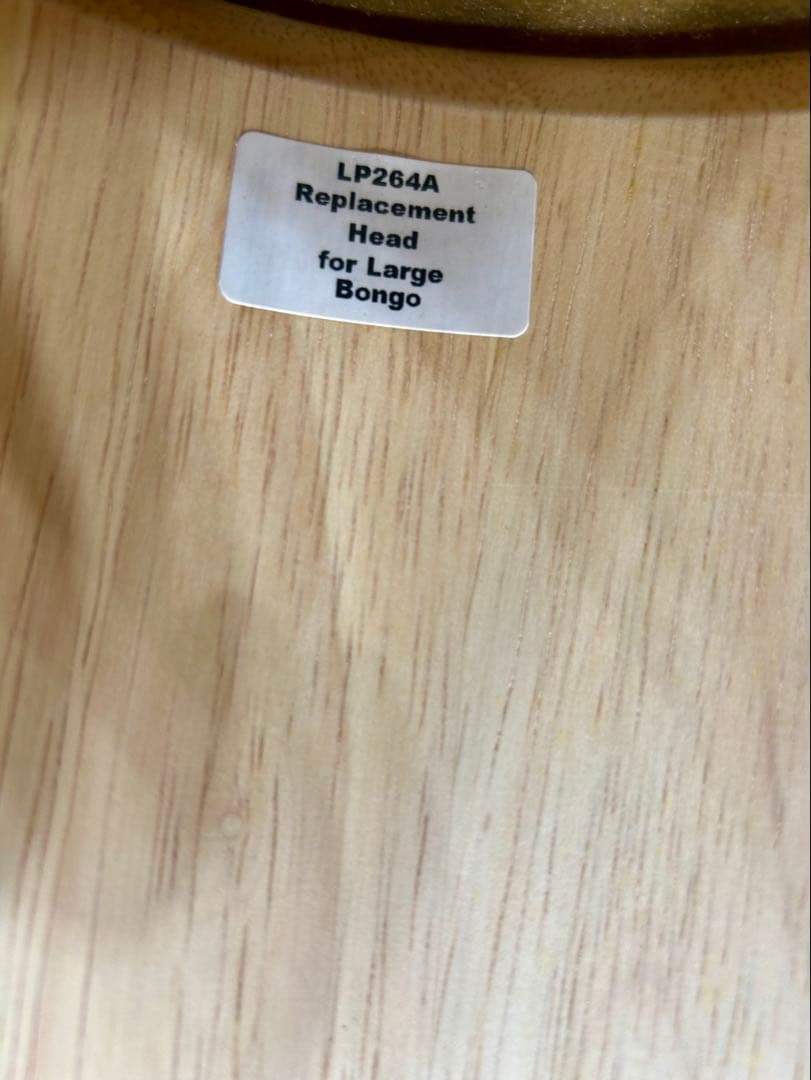 LP264A
Replacement
Head
for Large
Bongo